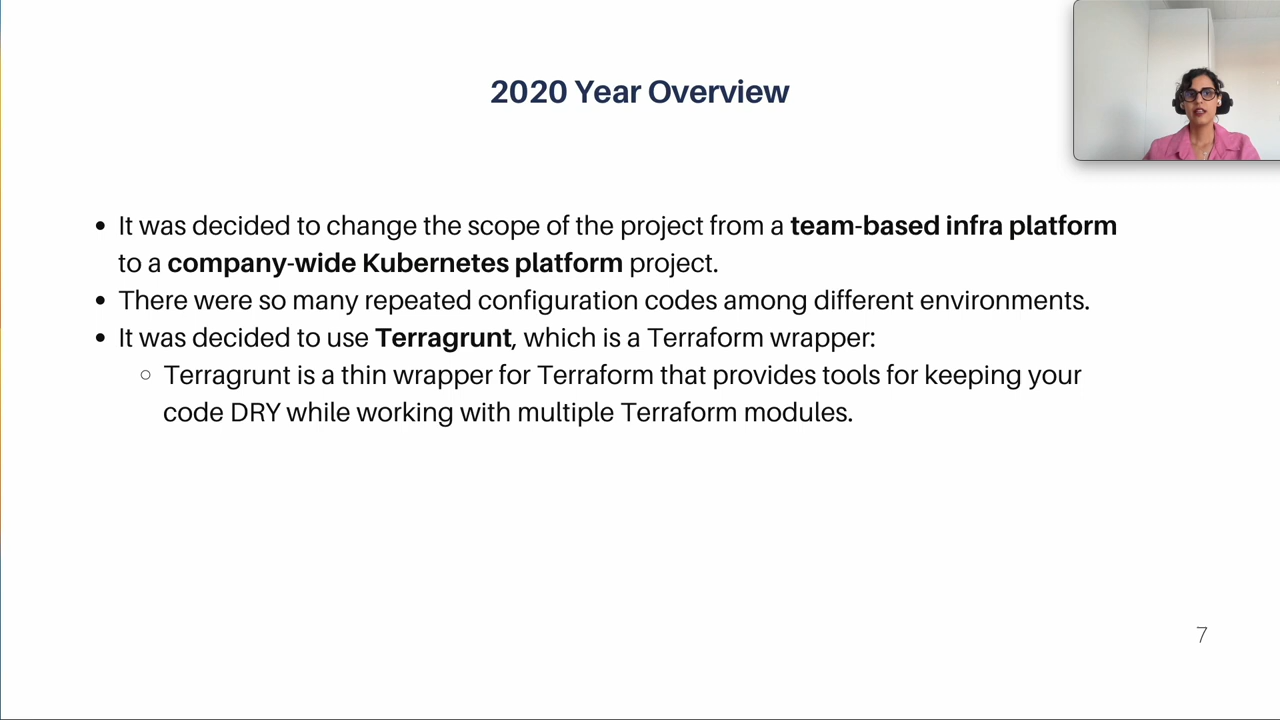 2020 Year Overview
• It was decided to change the scope of the project from a team-based infra platform
to a company-wide Kubernetes platform project.
• There were so many repeated configuration codes among different environments.
• It was decided to use Terragrunt, which is a Terraform wrapper:
○ Terragrunt is a thin wrapper for Terraform that provides tools for keeping your
code DRY while working with multiple Terraform modules.
7